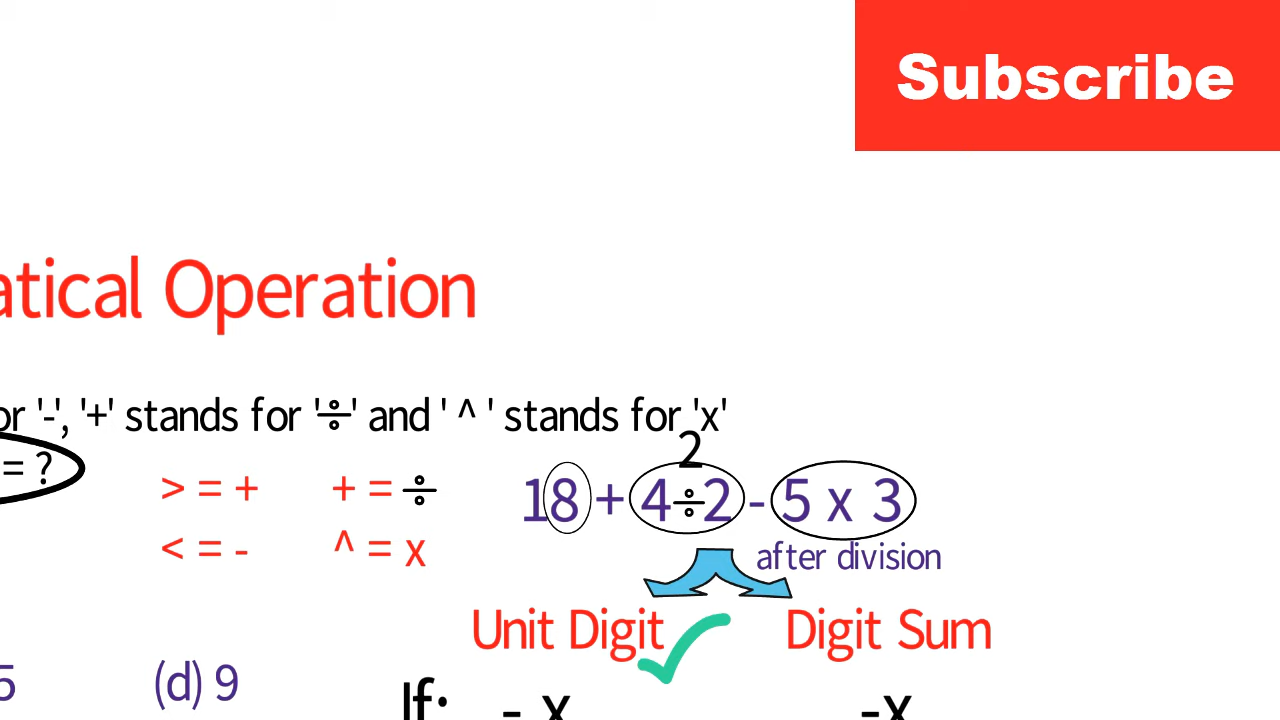 Subscribe
atical Operation
or '-', '+' stands for '÷' and ' ^ ' stands for 'x'
= ?
> = + + = ÷
< = - ^ = x
2
18 + 4÷2 - 5 x 3
after division
Unit Digit Digit Sum
5 (d) 9
If: - x -x